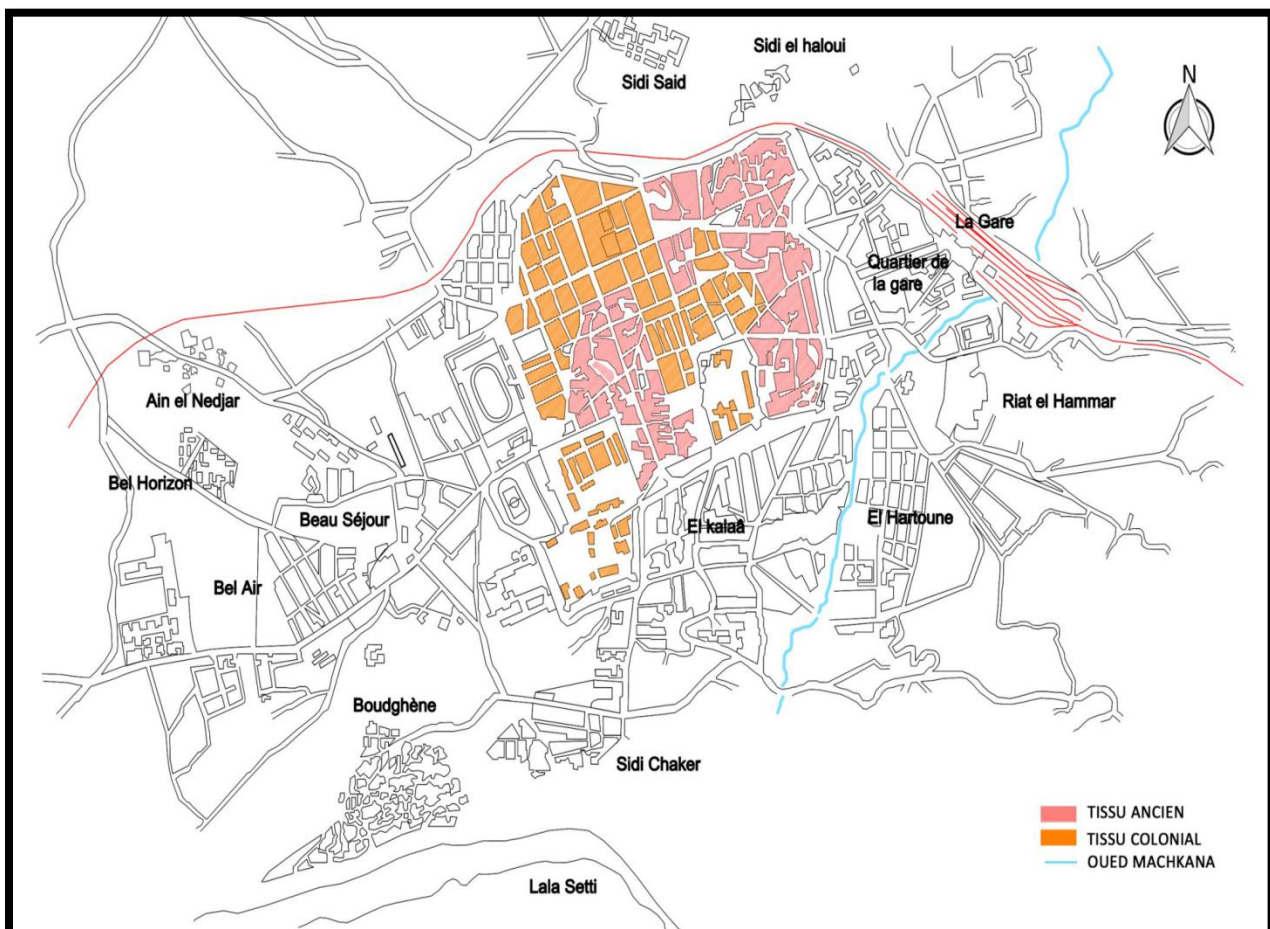 Sidi el haloui
Sidi Said
N
La Gare
Quartier de
la gare
Ain el Nedjar
Riat el Hammar
Bel Horizon
Beau Séjour
El kalaâ
El Hartoune
Bel Air
Boudghène
Sidi Chaker
TISSU ANCIEN
TISSU COLONIAL
OUED MACHKANA
Lala Setti